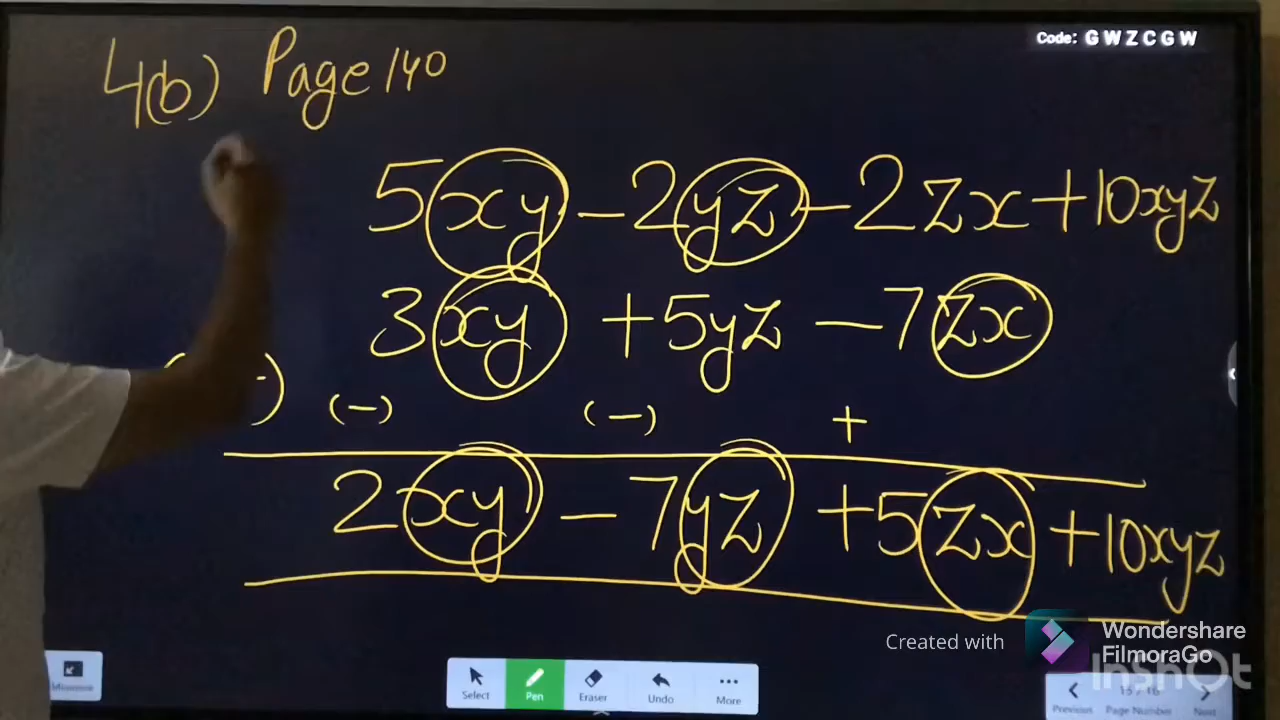 Code: GWZCGW
4(b) Page 140
5xy - 2yz - 2zx + 10xyz
3xy + 5yz - 7zx
(-) (-) +
2xy - 7yz + 5zx + 10xyz
Created with Wondershare FilmoraGo
InShOt
Select Pen Eraser Undo More
Previous Page Number Next